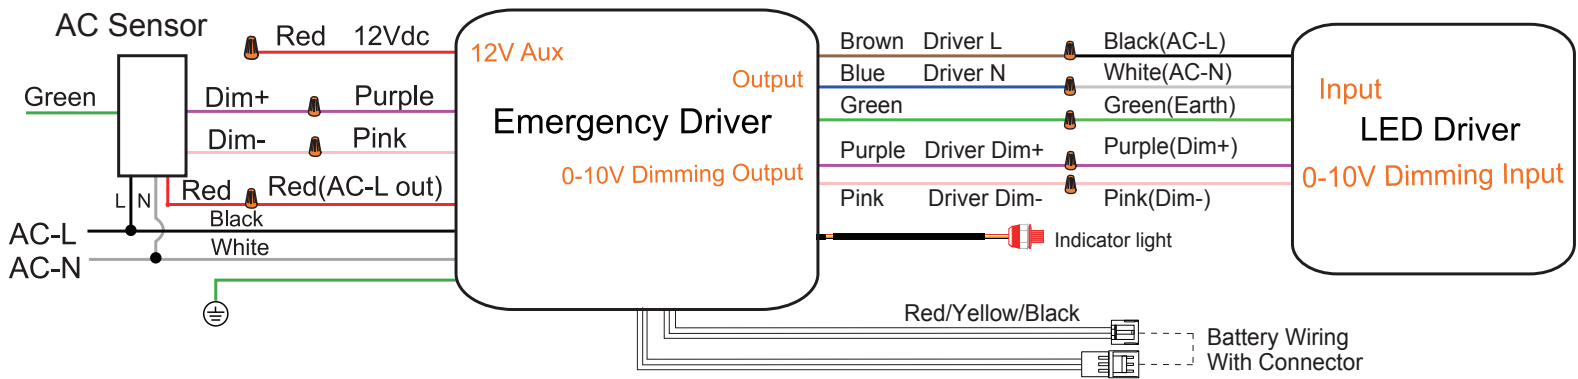 AC Sensor
Red 12Vdc
Green
Dim+ Purple
Dim- Pink
L N
Red Red(AC-L out)
Black
AC-L
White
AC-N
12V Aux
Output
Emergency Driver
0-10V Dimming Output
Brown Driver L Black(AC-L)
Blue Driver N White(AC-N)
Green Green(Earth)
Purple Driver Dim+ Purple(Dim+)
Pink Driver Dim- Pink(Dim-)
Indicator light
Input
LED Driver
0-10V Dimming Input
Red/Yellow/Black
Battery Wiring
With Connector